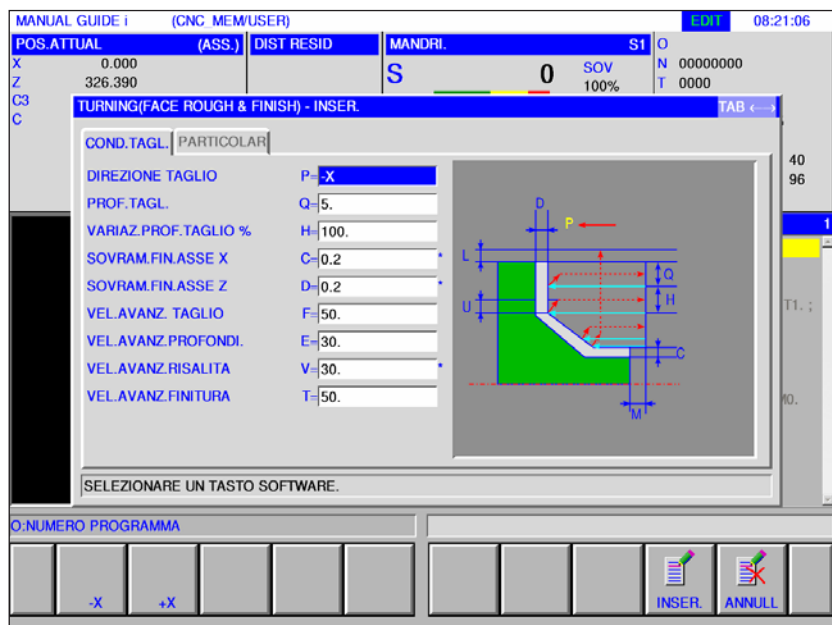 MANUAL GUIDE i (CNC_MEM/USER) EDIT 08:21:06
POS.ATTUAL (ASS.) DIST RESID MANDRI. S1 O
X 0.000
Z 326.390
C3
C
S 0 SOV
100%
N 00000000
T 0000
40
96
TURNING(FACE ROUGH & FINISH) - INSER. TAB ←→
COND.TAGL. PARTICOLAR
DIREZIONE TAGLIO P=-X
PROF.TAGL. Q=5.
VARIAZ.PROF.TAGLIO % H=100.
SOVRAM.FIN.ASSE X C=0.2 *
SOVRAM.FIN.ASSE Z D=0.2 *
VEL.AVANZ. TAGLIO F=50.
VEL.AVANZ.PROFONDI. E=30.
VEL.AVANZ.RISALITA V=30. *
VEL.AVANZ.FINITURA T=50.
D
P
L
Q
U
H
C
M
1
T1. ;
M0.
SELEZIONARE UN TASTO SOFTWARE.
O:NUMERO PROGRAMMA
-X +X INSER. ANNULL